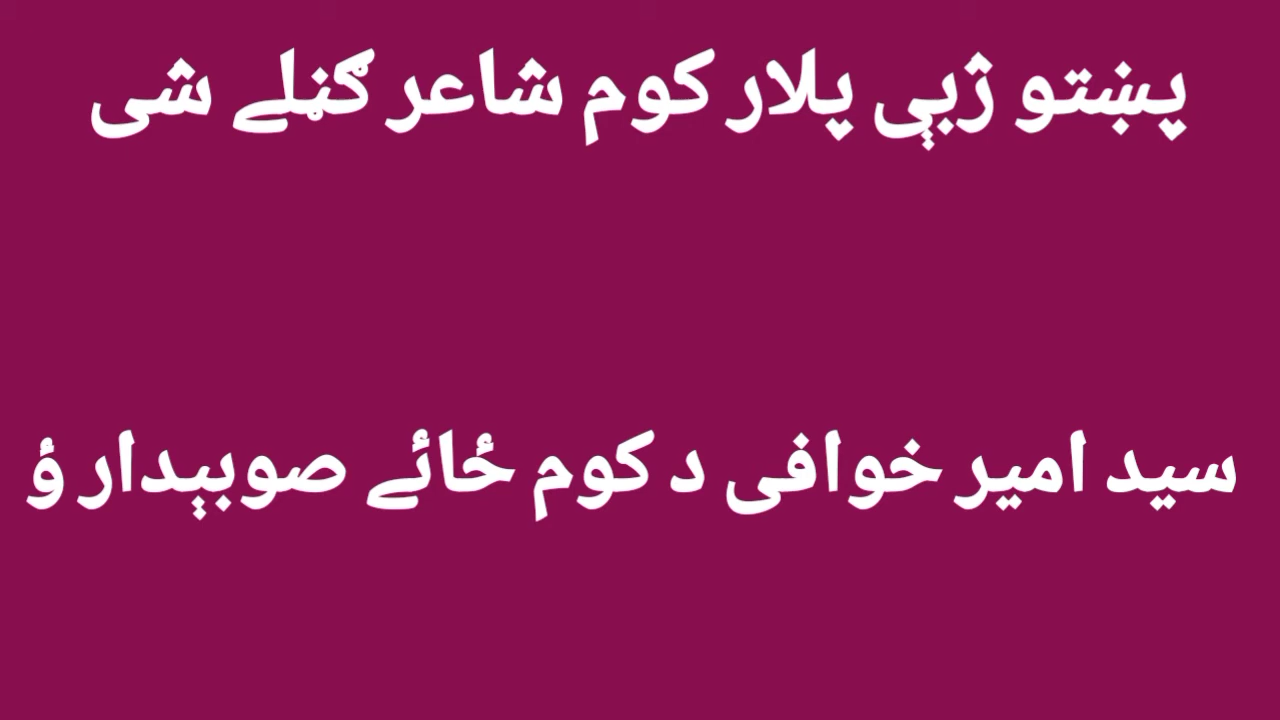 پښتو ژبې پلار کوم شاعر ګڼلے شی
سید امیر خوافی د کوم ځائے صوبېدار ؤ